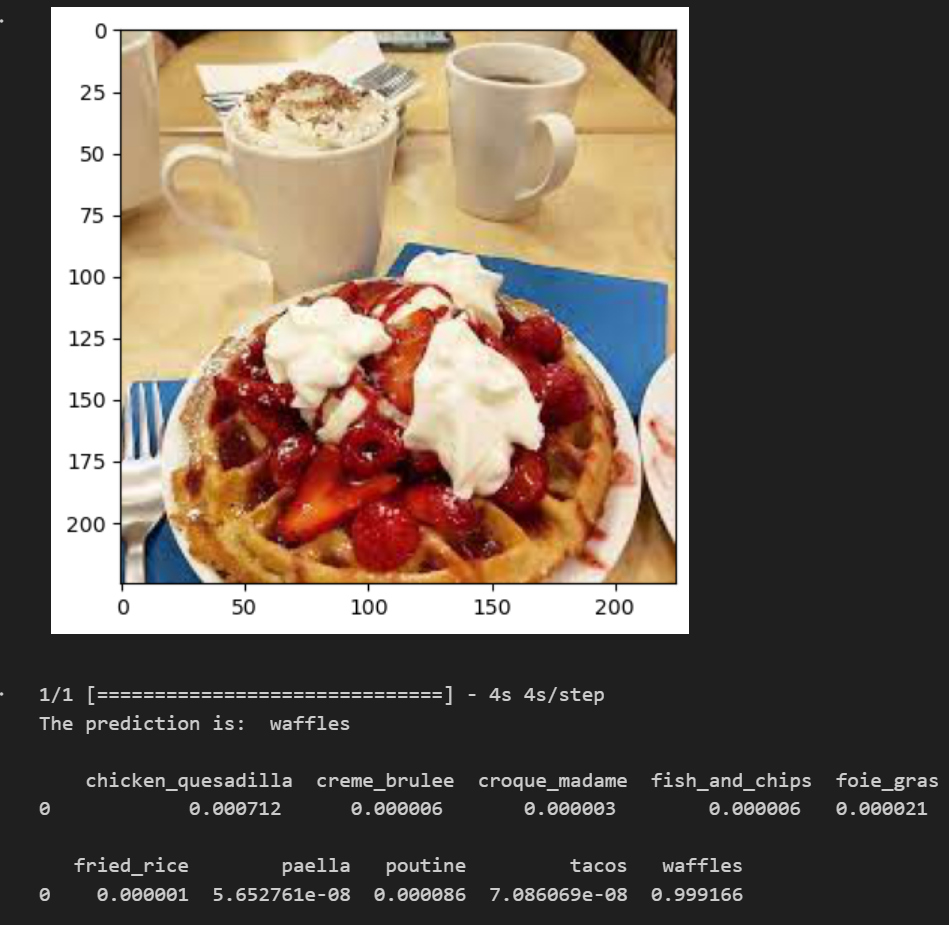 0
25
50
75
100
125
150
175
200
0 50 100 150 200
1/1 [==============================] - 4s 4s/step
The prediction is:  waffles
chicken_quesadilla creme_brulee croque_madame fish_and_chips foie_gras
0 0.000712 0.000006 0.000003 0.000006 0.000021
fried_rice paella poutine tacos waffles
0 0.000001 5.652761e-08 0.000086 7.086069e-08 0.999166